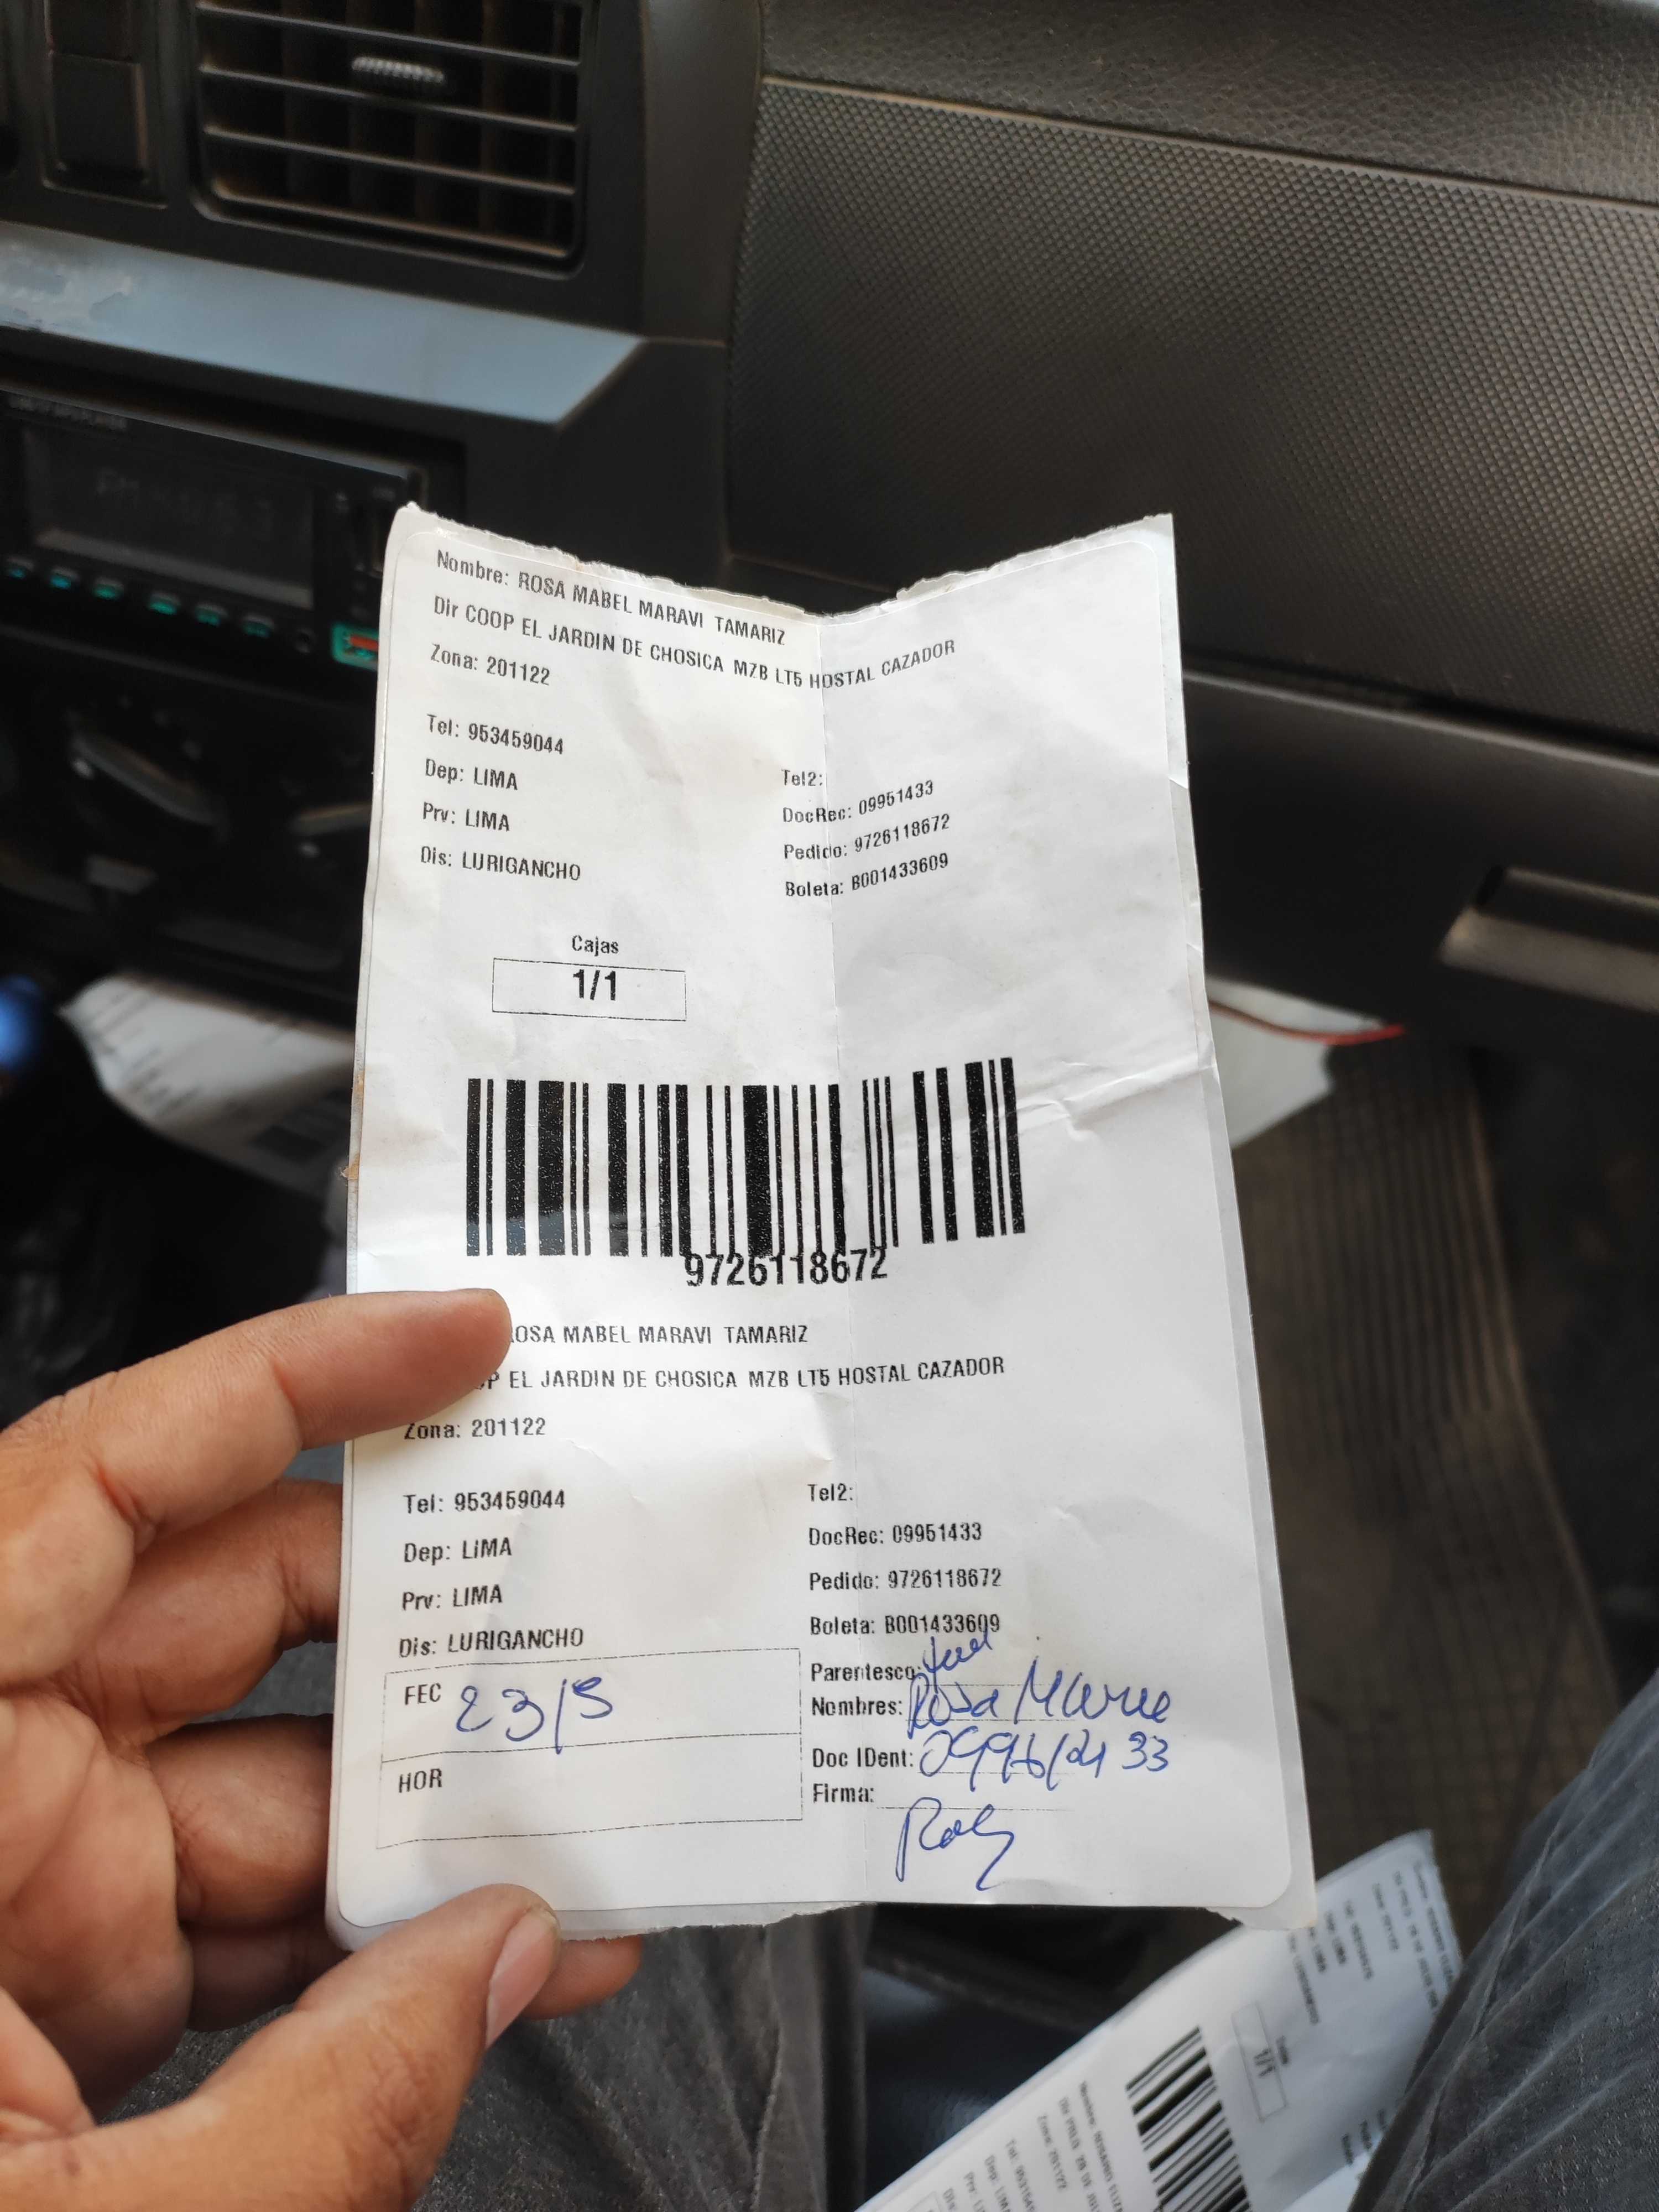 Nombre: ROSA MABEL MARAVI TAMARIZ
Dir COOP EL JARDIN DE CHOSICA MZB LT5 HOSTAL CAZADOR
Zona: 201122
Tel: 953459044
Tel2:
Dep: LIMA
DocRec: 09951433
Prv: LIMA
Pedido: 9726118672
Dis: LURIGANCHO
Boleta: B001433609
Cajas
1/1
9726118672
OSA MABEL MARAVI TAMARIZ
OP EL JARDIN DE CHOSICA MZB LT5 HOSTAL CAZADOR
Zona: 201122
Tel: 953459044
Tel2:
Dep: LIMA
DocRec: 09951433
Prv: LIMA
Pedido: 9726118672
Dis: LURIGANCHO
Boleta: B001433609
FEC 23/5
Parentesco:
Nombres: Rosa
HOR
Doc IDent:
Firma:
1/1